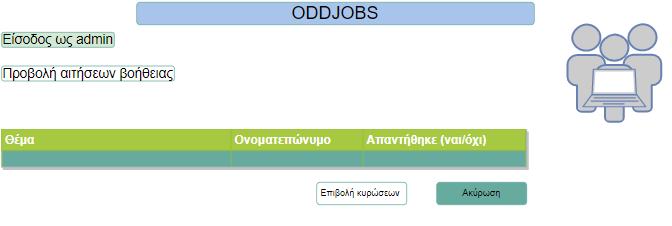 ODDJOBS
Είσοδος ως admin
Προβολή αιτήσεων βοήθειας
Θέμα Ονοματεπώνυμο Απαντήθηκε (ναι/όχι)
Επιβολή κυρώσεων Ακύρωση